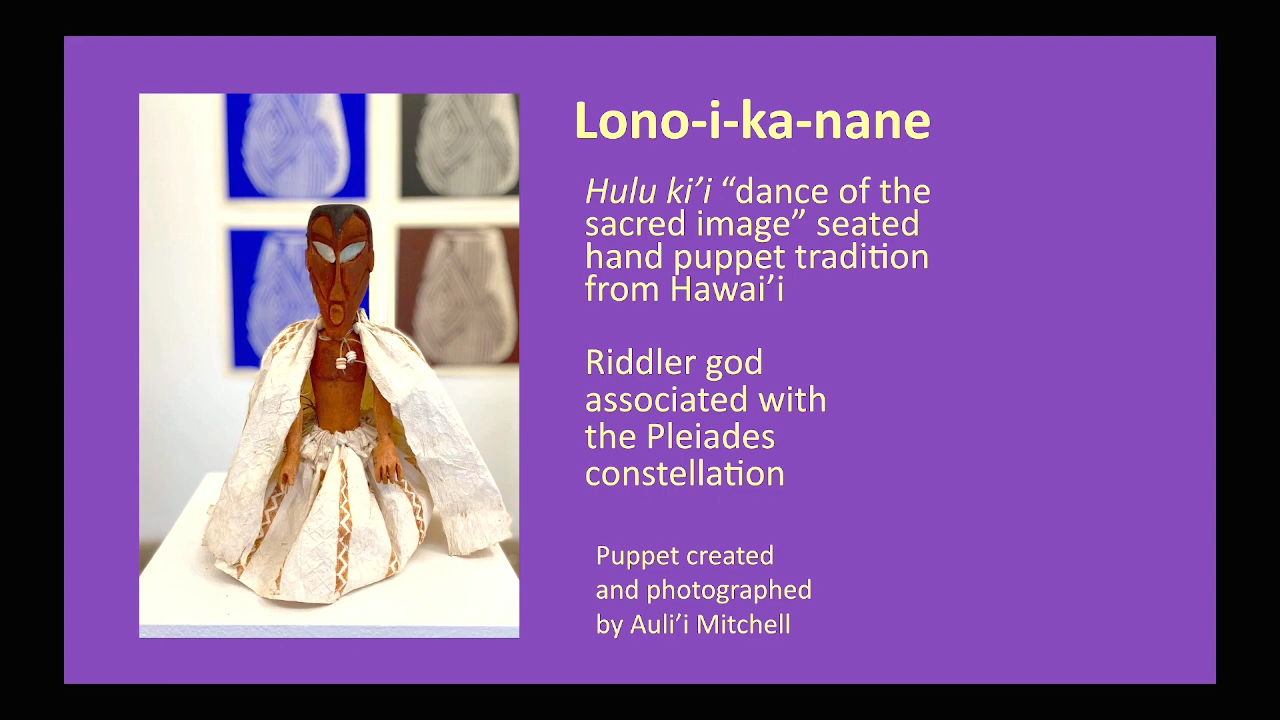 Lono-i-ka-nane
Hulu ki’i “dance of the
sacred image” seated
hand puppet tradition
from Hawai’i
Riddler god
associated with
the Pleiades
constellation
Puppet created
and photographed
by Auli’i Mitchell